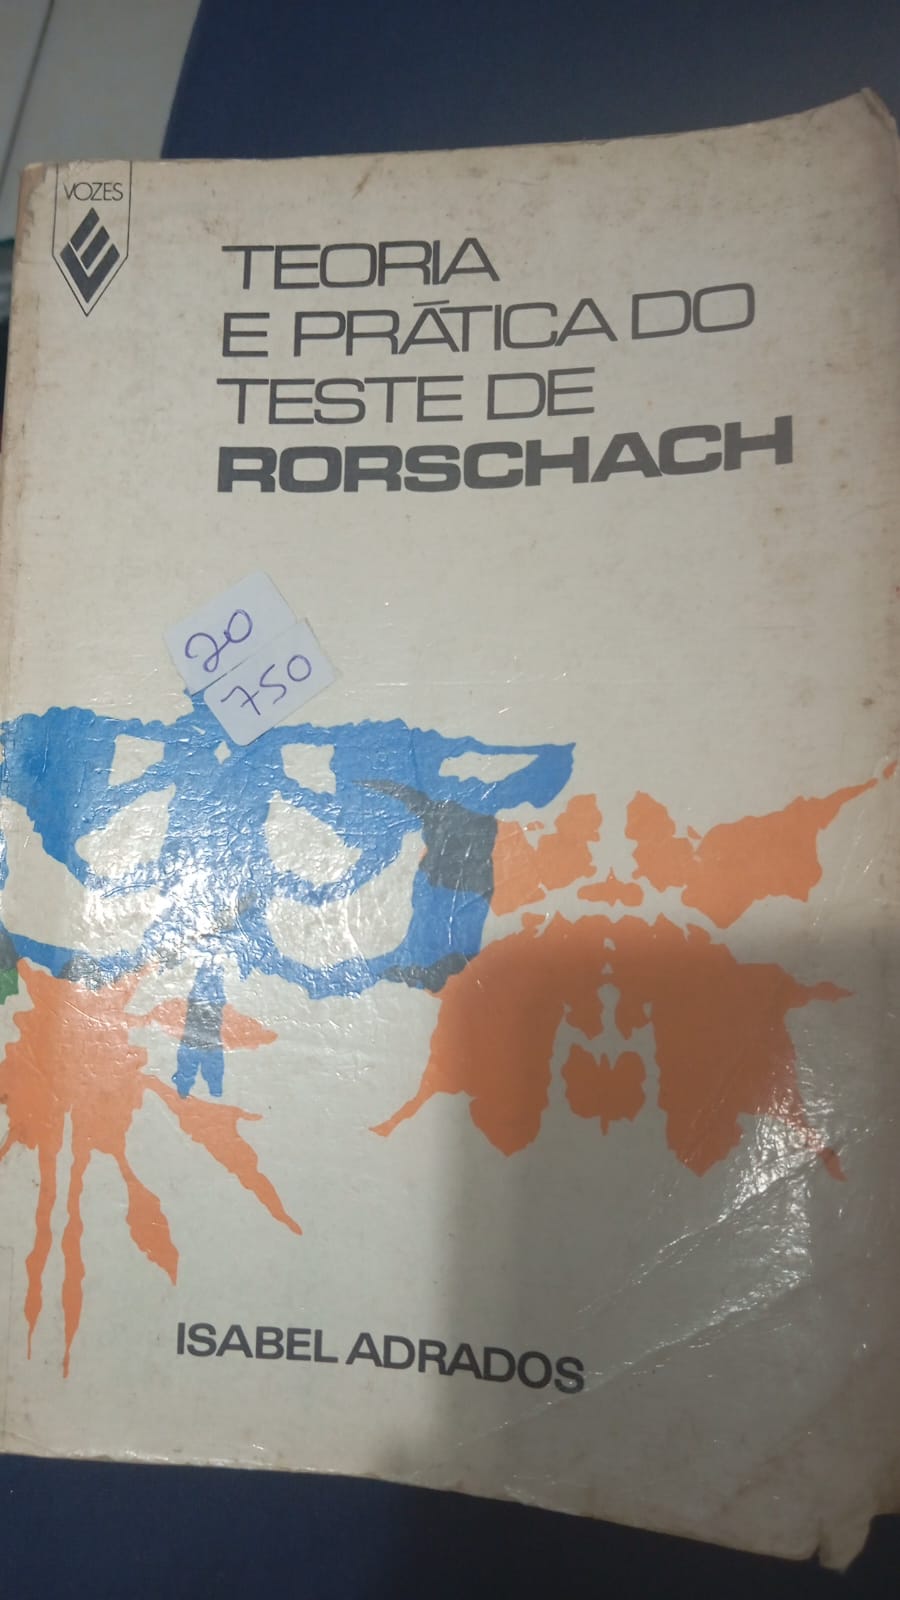 VOZES
TEORIA
E PRÁTICA DO
TESTE DE
RORSCHACH
20
750
ISABEL ADRADOS